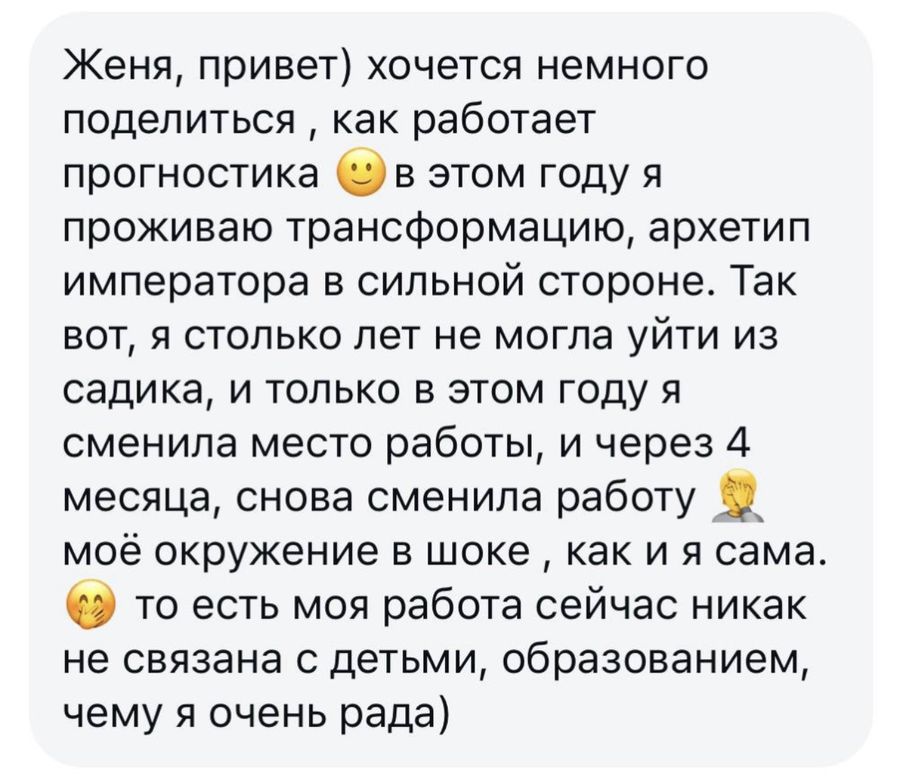 Женя, привет) хочется немного
поделиться , как работает
прогностика 🙂 в этом году я
проживаю трансформацию, архетип
императора в сильной стороне. Так
вот, я столько лет не могла уйти из
садика, и только в этом году я
сменила место работы, и через 4
месяца, снова сменила работу 🤦
моё окружение в шоке , как и я сама.
🤭 то есть моя работа сейчас никак
не связана с детьми, образованием,
чему я очень рада)